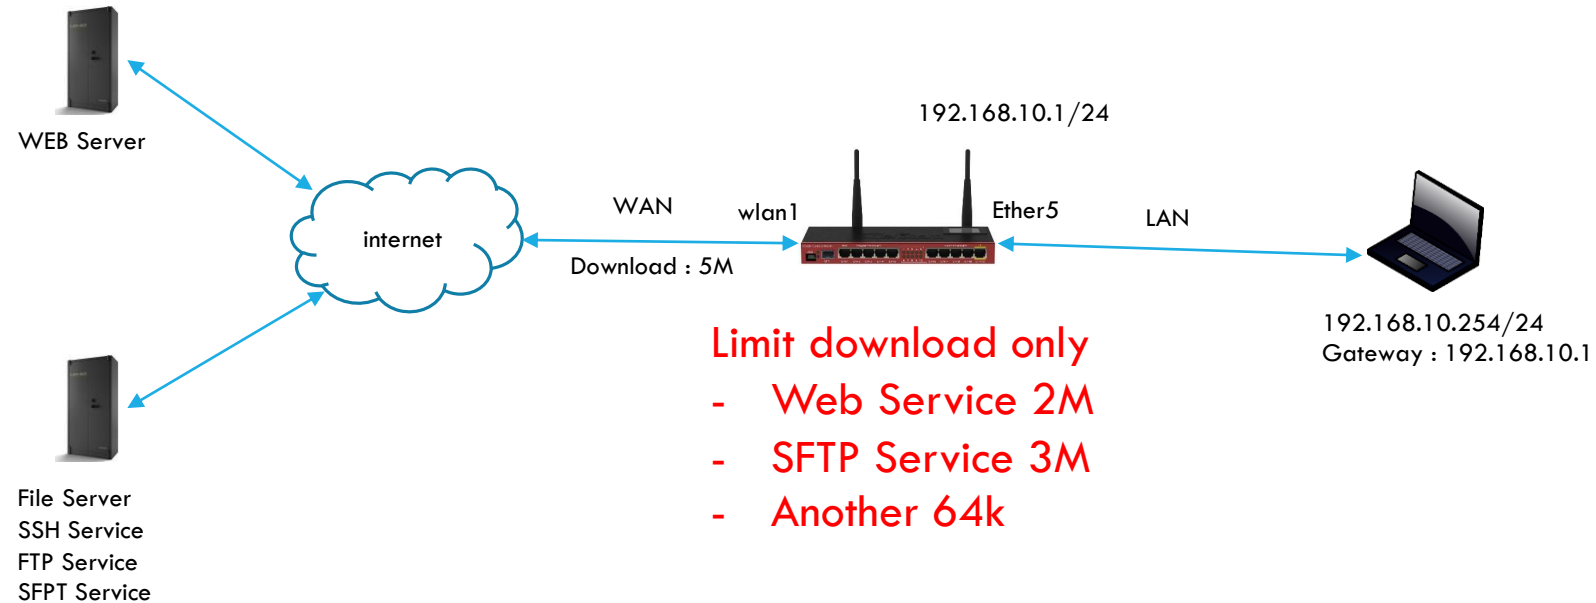 WEB Server
192.168.10.1/24
internet
WAN
Download : 5M
wlan1
Ether5
LAN
192.168.10.254/24
Gateway : 192.168.10.1
Limit download only
- Web Service 2M
- SFTP Service 3M
- Another 64k
File Server
SSH Service
FTP Service
SFPT Service